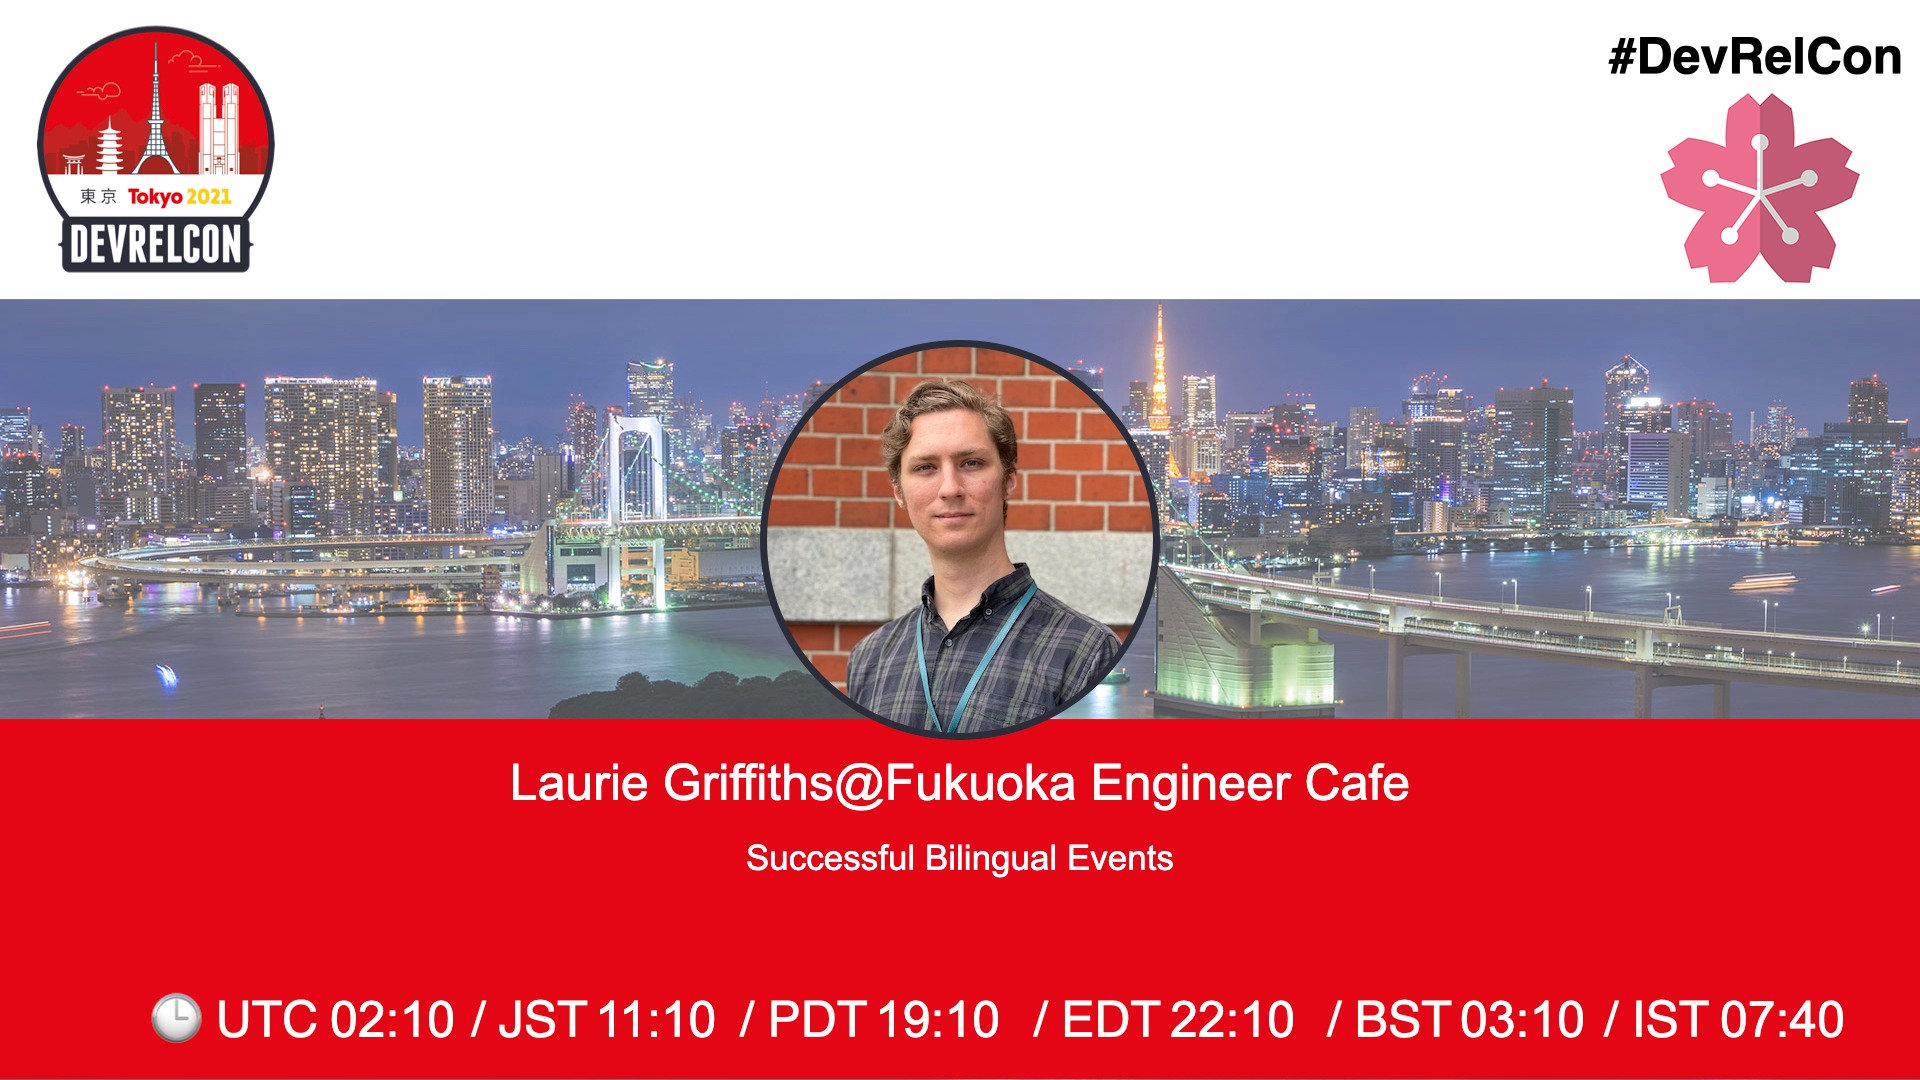 #DevRelCon
東京 Tokyo 2021
DEVRELCON
Laurie Griffiths@Fukuoka Engineer Cafe
Successful Bilingual Events
UTC 02:10 / JST 11:10 / PDT 19:10 / EDT 22:10 / BST 03:10 / IST 07:40